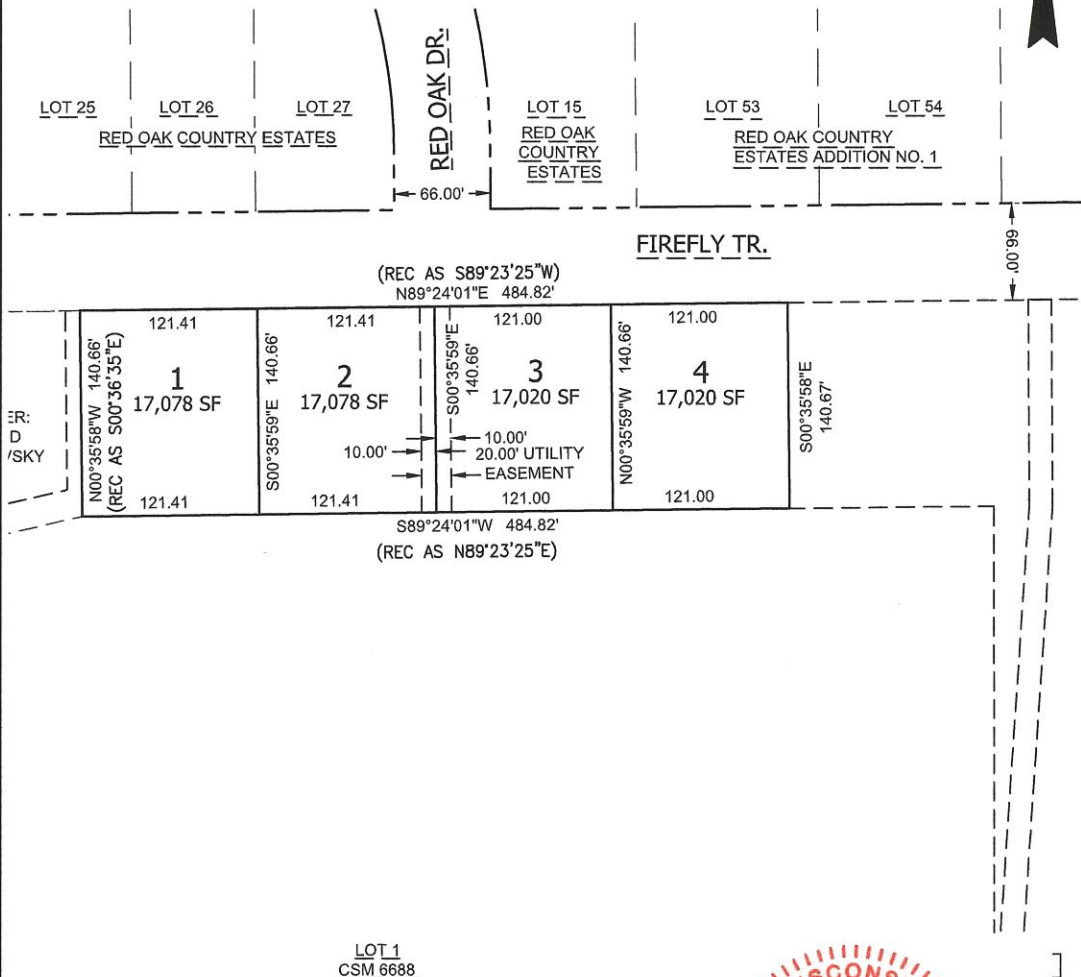 RED OAK DR.
LOT 25
LOT 26
LOT 27
RED OAK COUNTRY ESTATES
LOT 15
RED OAK
COUNTRY
ESTATES
LOT 53
LOT 54
RED OAK COUNTRY
ESTATES ADDITION NO. 1
66.00'
FIREFLY TR.
66.00'
(REC AS S89°23'25"W)
N89°24'01"E 484.82'
121.41
121.41
121.00
121.00
N00°35'58"W 140.66'
(REC AS S00°36'35"E)
1
17,078 SF
S00°35'59"E 140.66'
2
17,078 SF
S00°35'59"E
140.66'
3
17,020 SF
N00°35'59"W 140.66'
4
17,020 SF
S00°35'58"E
140.67'
ER:
D
/SKY
10.00'
10.00'
20.00' UTILITY
EASEMENT
121.41
121.41
121.00
121.00
S89°24'01"W 484.82'
(REC AS N89°23'25"E)
LOT 1
CSM 6688
SCONS